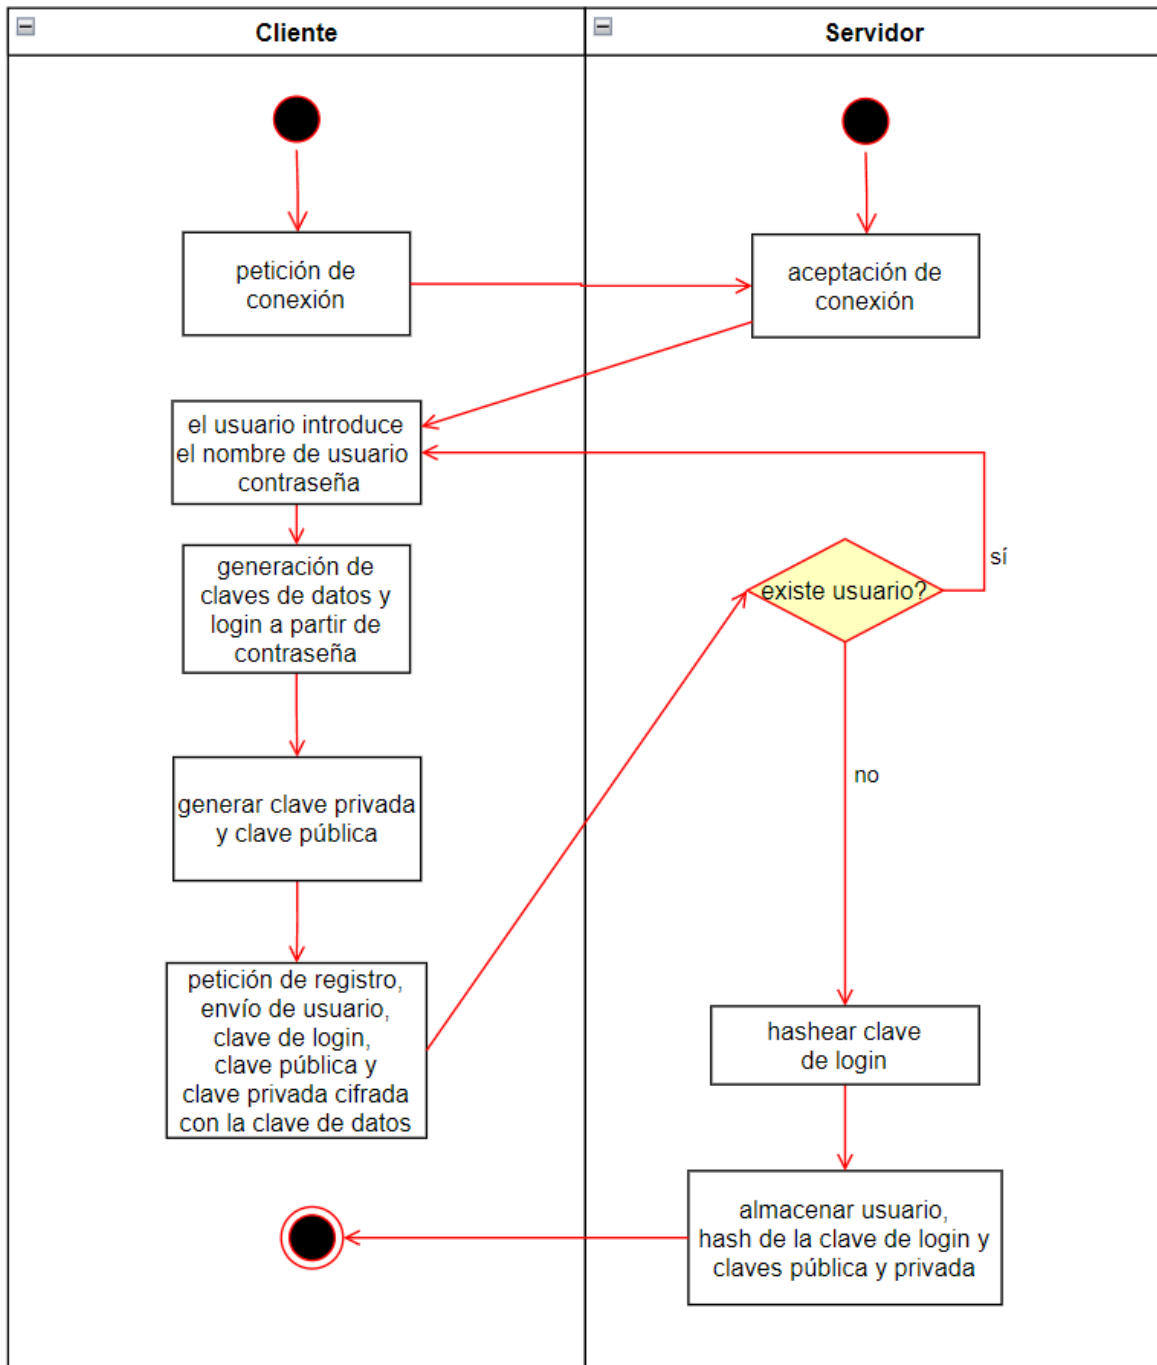 Cliente
Servidor
petición de
conexión
aceptación de
conexión
el usuario introduce
el nombre de usuario
contraseña
generación de
claves de datos y
login a partir de
contraseña
existe usuario?
sí
generar clave privada
y clave pública
no
petición de registro,
envío de usuario,
clave de login,
clave pública y
clave privada cifrada
con la clave de datos
hashear clave
de login
almacenar usuario,
hash de la clave de login y
claves pública y privada